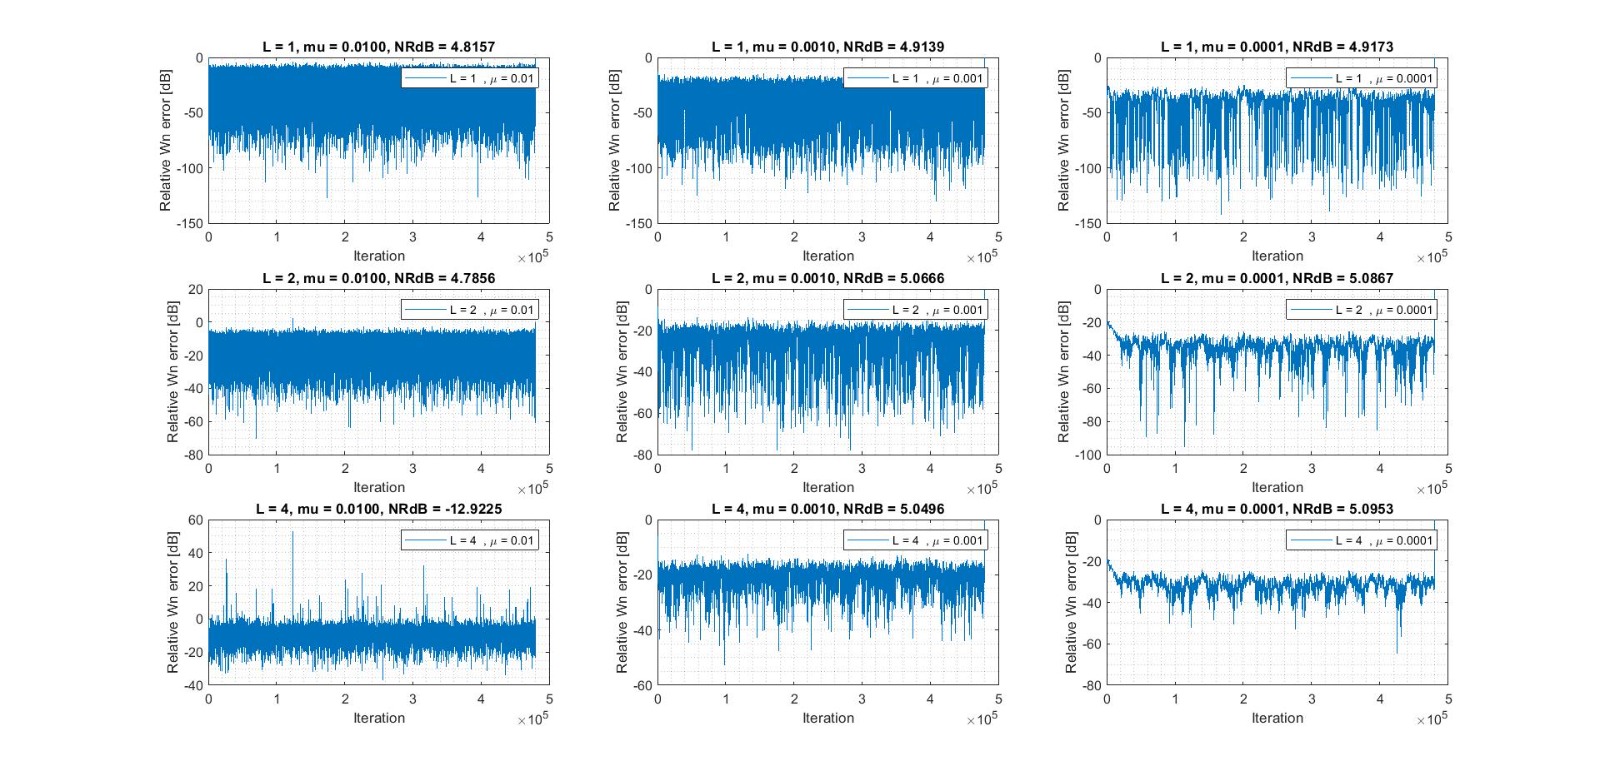 L = 1, mu = 0.0100, NRdB = 4.8157
Relative Wn error [dB]
0
-50
-100
-150
L = 1 , μ = 0.01
0 1 2 3 4 5
Iteration
×10^5
L = 1, mu = 0.0010, NRdB = 4.9139
Relative Wn error [dB]
0
-50
-100
-150
L = 1 , μ = 0.001
0 1 2 3 4 5
Iteration
×10^5
L = 1, mu = 0.0001, NRdB = 4.9173
Relative Wn error [dB]
0
-50
-100
-150
L = 1 , μ = 0.0001
0 1 2 3 4 5
Iteration
×10^5
L = 2, mu = 0.0100, NRdB = 4.7856
Relative Wn error [dB]
20
0
-20
-40
-60
-80
L = 2 , μ = 0.01
0 1 2 3 4 5
Iteration
×10^5
L = 2, mu = 0.0010, NRdB = 5.0666
Relative Wn error [dB]
0
-20
-40
-60
-80
L = 2 , μ = 0.001
0 1 2 3 4 5
Iteration
×10^5
L = 2, mu = 0.0001, NRdB = 5.0867
Relative Wn error [dB]
0
-20
-40
-60
-80
-100
L = 2 , μ = 0.0001
0 1 2 3 4 5
Iteration
×10^5
L = 4, mu = 0.0100, NRdB = -12.9225
Relative Wn error [dB]
60
40
20
0
-20
-40
L = 4 , μ = 0.01
0 1 2 3 4 5
Iteration
×10^5
L = 4, mu = 0.0010, NRdB = 5.0496
Relative Wn error [dB]
0
-20
-40
-60
L = 4 , μ = 0.001
0 1 2 3 4 5
Iteration
×10^5
L = 4, mu = 0.0001, NRdB = 5.0953
Relative Wn error [dB]
0
-20
-40
-60
-80
L = 4 , μ = 0.0001
0 1 2 3 4 5
Iteration
×10^5